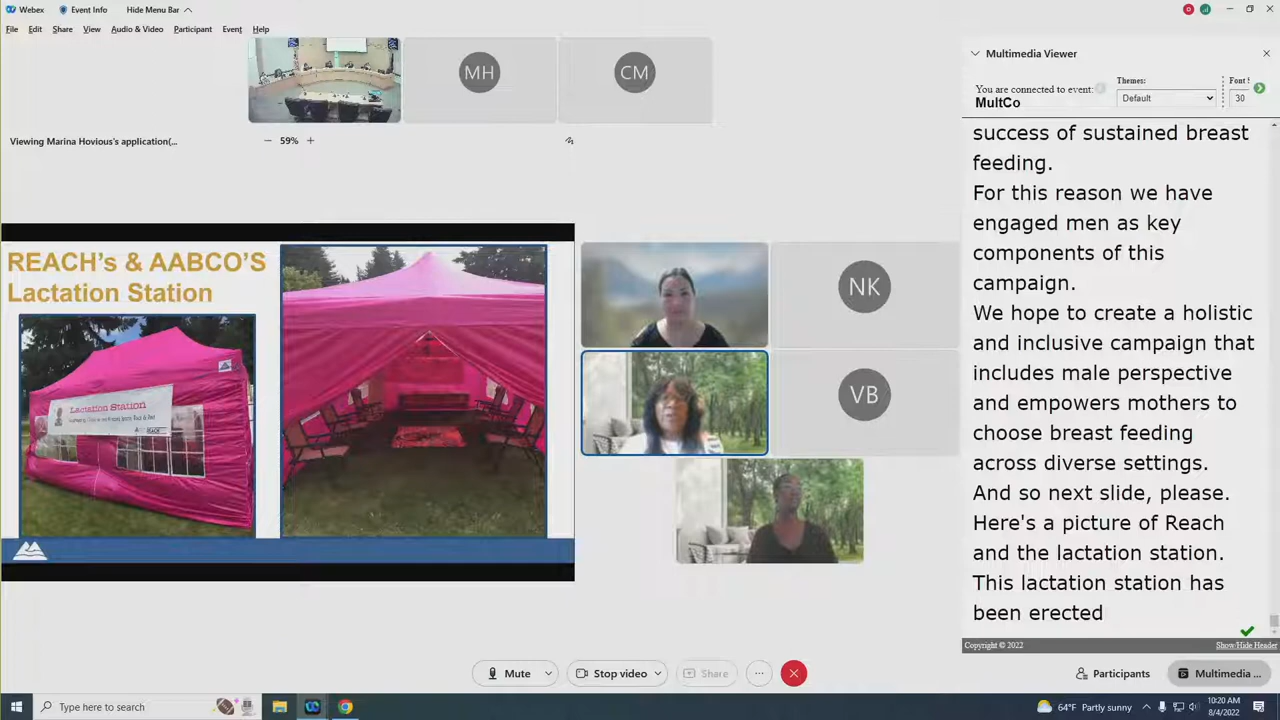 Webex
Event Info
Hide Menu Bar
File Edit Share View Audio & Video Participant Event Help
MH
CM
Viewing Marina Hovious's application(...
59%
REACH's & AABCO'S
Lactation Station
Lactation Station
NK
VB
Multimedia Viewer
You are connected to event:
MultCo
Themes:
Default
Font
30
success of sustained breast
feeding.
For this reason we have
engaged men as key
components of this
campaign.
We hope to create a holistic
and inclusive campaign that
includes male perspective
and empowers mothers to
choose breast feeding
across diverse settings.
And so next slide, please.
Here's a picture of Reach
and the lactation station.
This lactation station has
been erected
Copyright © 2022
Show/Hide Header
Mute
Stop video
Share
Participants
Multimedia ...
Type here to search
64°F Partly sunny
10:20 AM
8/4/2022